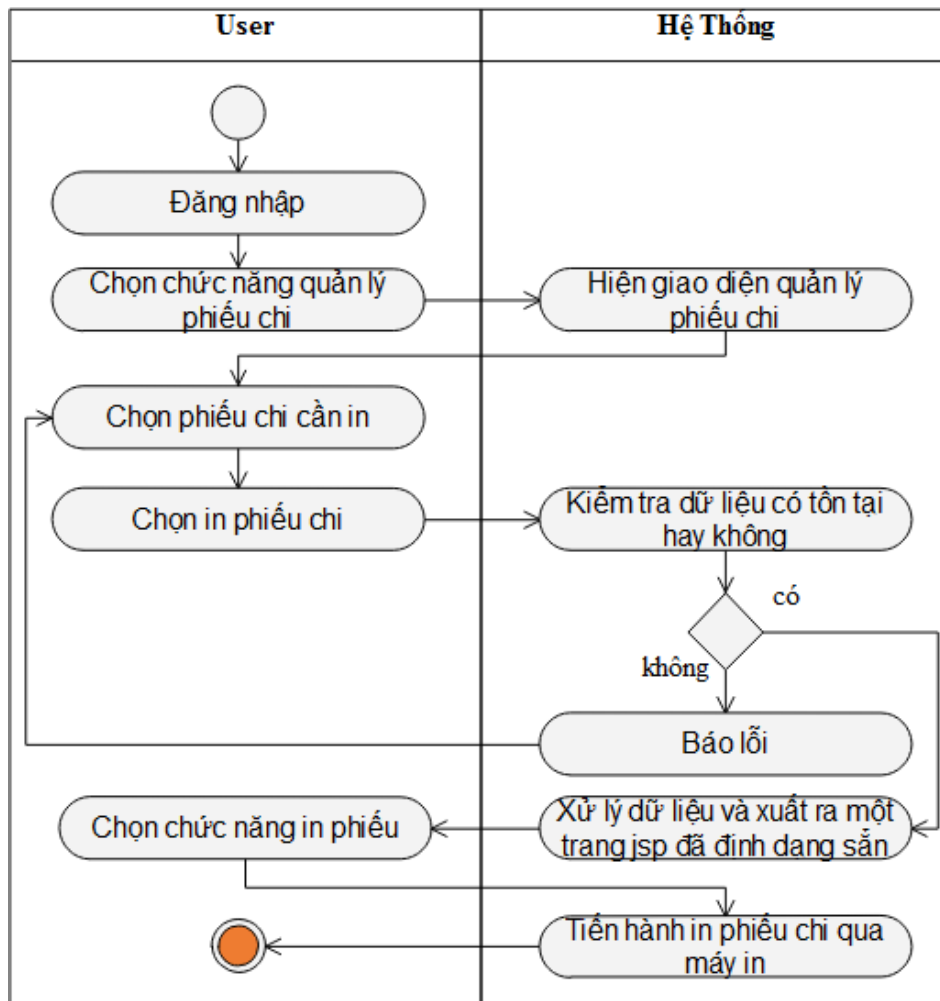 User
Hệ Thống
Đăng nhập
Chọn chức năng quản lý
phiếu chi
Hiện giao diện quản lý
phiếu chi
Chọn phiếu chi cần in
Chọn in phiếu chi
Kiểm tra dữ liệu có tồn tại
hay không
có
không
Báo lỗi
Chọn chức năng in phiếu
Xử lý dữ liệu và xuất ra một
trang jsp đã đinh dang sẳn
Tiến hành in phiếu chi qua
máy in